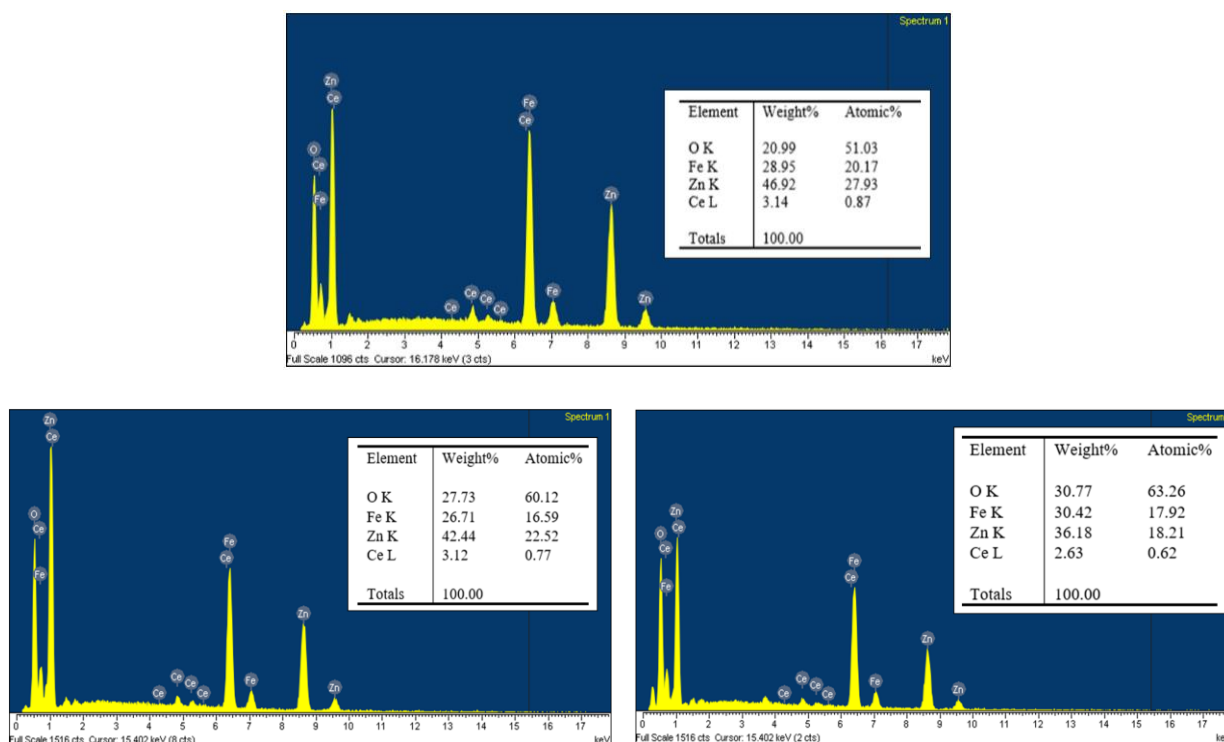 Spectrum 1
Zn
Ce
Fe
Ce
O
Ce
Fe
Zn
Ce
Ce
Ce
Ce
Fe
Zn
Element Weight% Atomic%
O K 20.99 51.03
Fe K 28.95 20.17
Zn K 46.92 27.93
Ce L 3.14 0.87
Totals 100.00
0 1 2 3 4 5 6 7 8 9 10 11 12 13 14 15 16 17
Full Scale 1096 cts Cursor: 16.178 keV (3 cts) keV
Spectrum 1
Zn
Ce
O
Ce
Fe
Fe
Ce
Zn
Ce
Ce
Ce
Ce
Fe
Zn
Element Weight% Atomic%
O K 27.73 60.12
Fe K 26.71 16.59
Zn K 42.44 22.52
Ce L 3.12 0.77
Totals 100.00
0 1 2 3 4 5 6 7 8 9 10 11 12 13 14 15 16 17
Full Scale 1516 cts Cursor: 15.402 keV (8 cts) keV
Spectrum
Zn
O
Ce
Ce
Fe
Fe
Ce
Zn
Ce
Ce
Ce
Ce
Fe
Zn
Element Weight% Atomic%
O K 30.77 63.26
Fe K 30.42 17.92
Zn K 36.18 18.21
Ce L 2.63 0.62
Totals 100.00
0 1 2 3 4 5 6 7 8 9 10 11 12 13 14 15 16 17
Full Scale 1516 cts Cursor: 15.402 keV (2 cts) ke